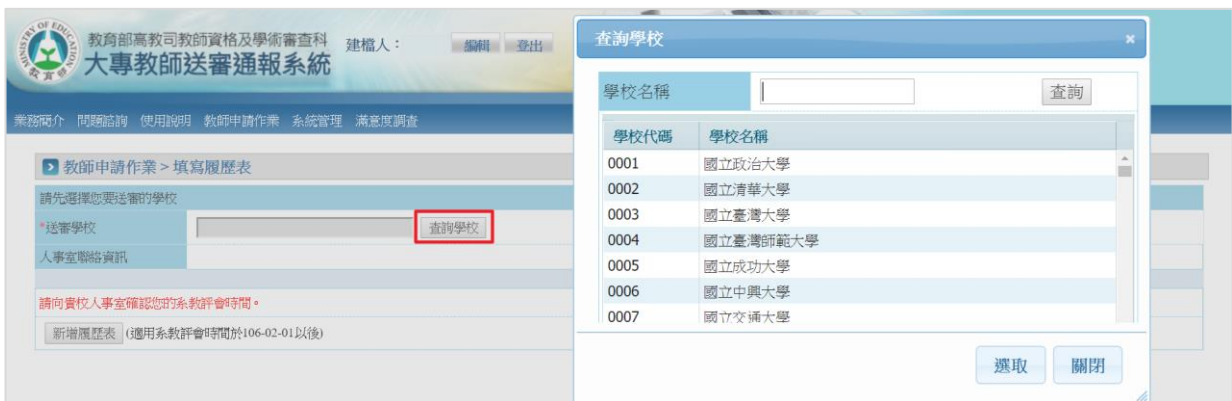 教育部高教司教師資格及學術審查科
大專教師送審通報系統
建檔人：
編輯 登出
業務簡介 問題諮詢 使用說明 教師申請作業 系統管理 滿意度調查
教師申請作業 > 填寫履歷表
請先選擇您要送審的學校
*送審學校 查詢學校
人事室聯絡資訊
請向貴校人事室確認您的系教評會時間。
新增履歷表 (適用系教評會時間於106-02-01以後)
查詢學校
學校名稱 查詢
學校代碼 學校名稱
0001 國立政治大學
0002 國立清華大學
0003 國立臺灣大學
0004 國立臺灣師範大學
0005 國立成功大學
0006 國立中興大學
0007 國立交通大學
選取 關閉